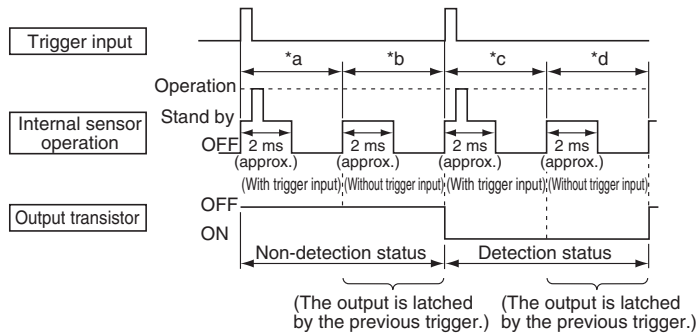 Trigger input
*a
*b
*c
*d
Operation
Stand by
OFF
Internal sensor
operation
2 ms
(approx.)
2 ms
(approx.)
2 ms
(approx.)
2 ms
(approx.)
(With trigger input)
(Without trigger input)
(With trigger input)
(Without trigger input)
Output transistor
OFF
ON
Non-detection status
Detection status
(The output is latched
by the previous trigger.)
(The output is latched
by the previous trigger.)